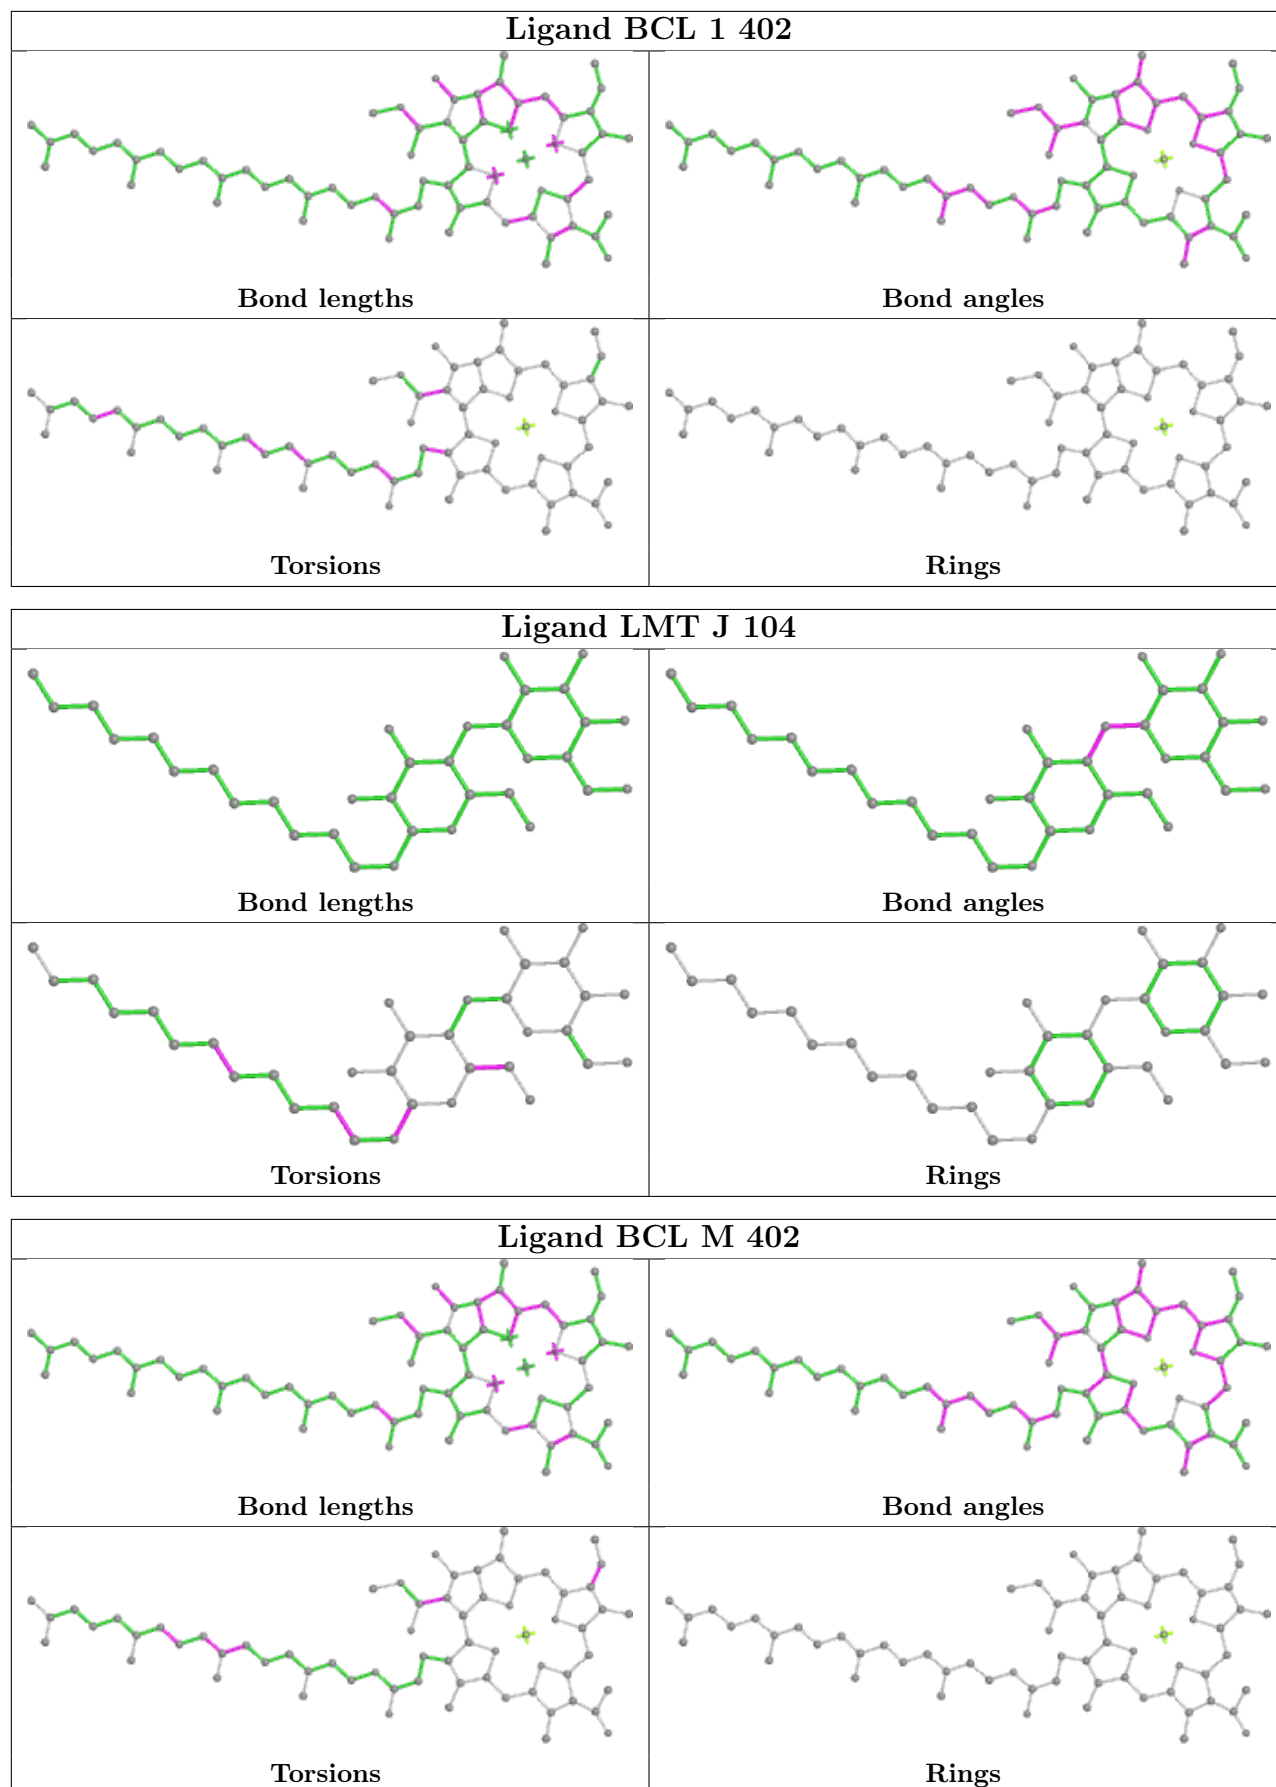 Ligand BCL 1 402
Bond lengths
Bond angles
Torsions
Rings
Ligand LMT J 104
Bond lengths
Bond angles
Torsions
Rings
Ligand BCL M 402
Bond lengths
Bond angles
Torsions
Rings